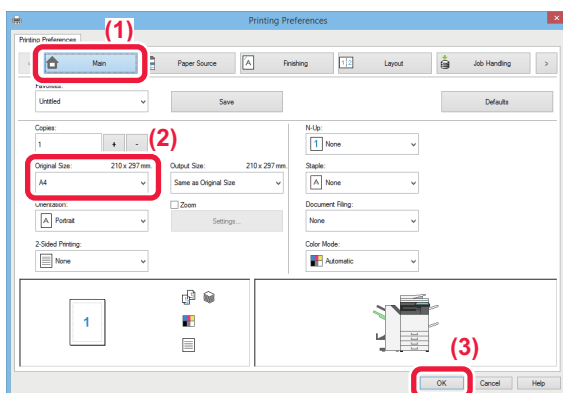 Printing Preferences
(1)
Printing Preferences
Main
Paper Source
A
Finishing
1 2
Layout
Job Handling
>
Favorites:
Untitled
Save
Defaults
Copies:
1
+
-
(2)
N-Up:
1 None
Original Size: 210 x 297 mm.
A4
Output Size: 210 x 297 mm.
Same as Original Size
Staple:
A None
Orientation:
A Portrait
Zoom
Settings...
Document Filing:
None
2-Sided Printing:
None
Color Mode:
Automatic
1
(3)
OK
Cancel
Help